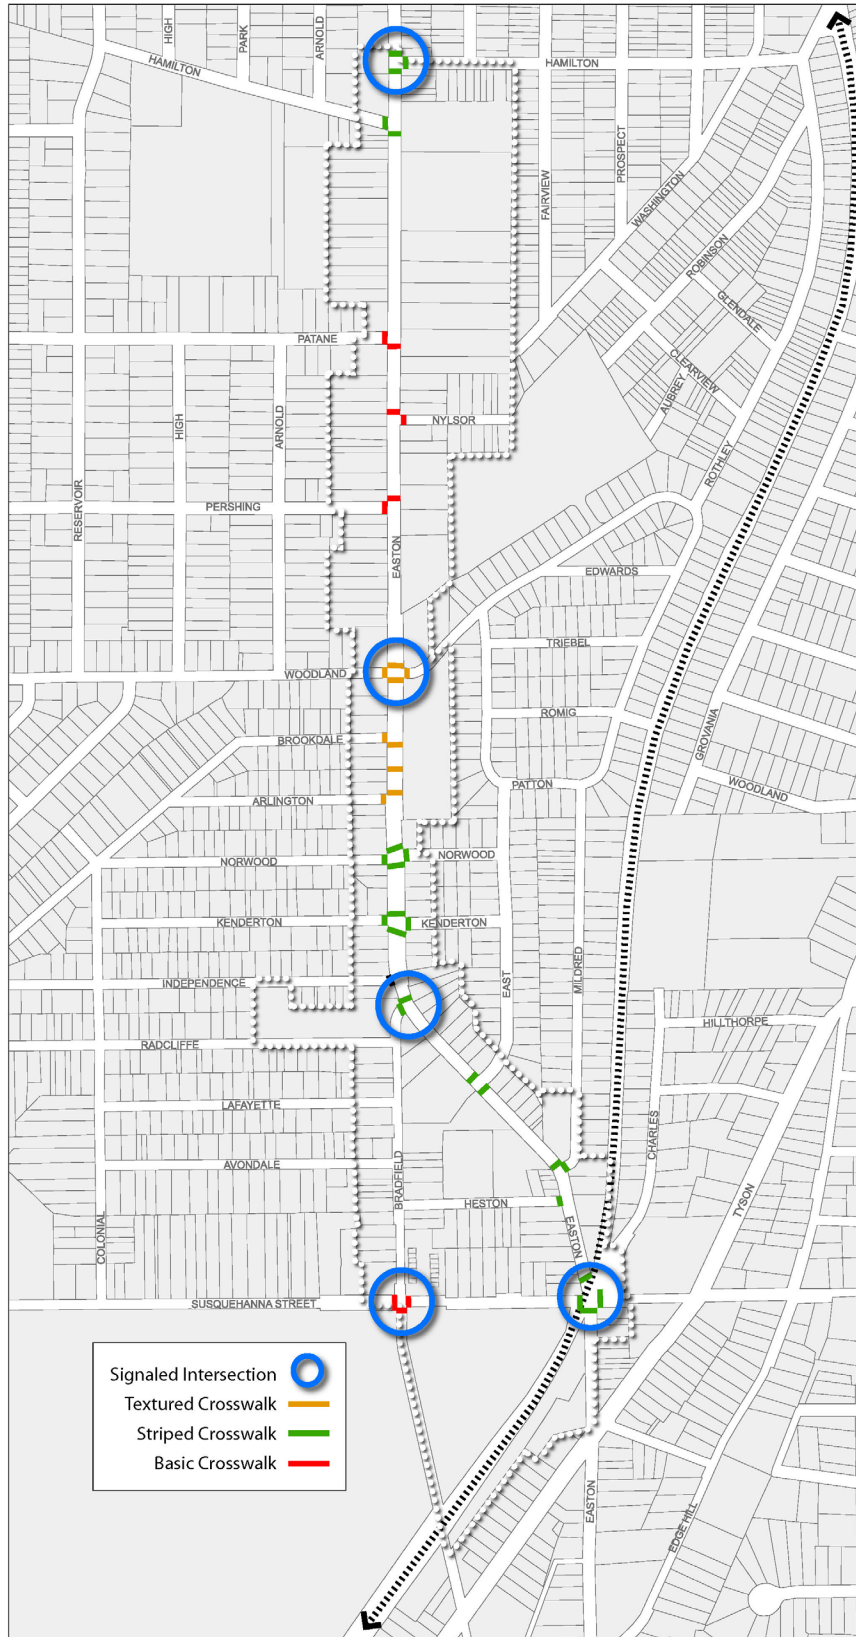 HIGH
PARK
ARNOLD
HAMILTON
HAMILTON
FAIRVIEW
PROSPECT
WASHINGTON
ROBINSON
GLENDALE
CLEARVIEW
AUBREY
PATANE
HIGH
ARNOLD
NYLSOR
ROTHLEY
RESERVOIR
PERSHING
EASTON
EDWARDS
TRIEBEL
WOODLAND
ROMIG
GROVANIA
BROOKDALE
PATTON
WOODLAND
ARLINGTON
NORWOOD
NORWOOD
KENDERTON
KENDERTON
INDEPENDENCE
EAST
MILDRED
HILLTHORPE
RADCLIFFE
LAFAYETTE
CHARLES
AVONDALE
BRADFIELD
HESTON
TYSON
COLONIAL
EASTON
SUSQUEHANNA STREET
Signaled Intersection
Textured Crosswalk
Striped Crosswalk
Basic Crosswalk
EASTON
EDGE HILL